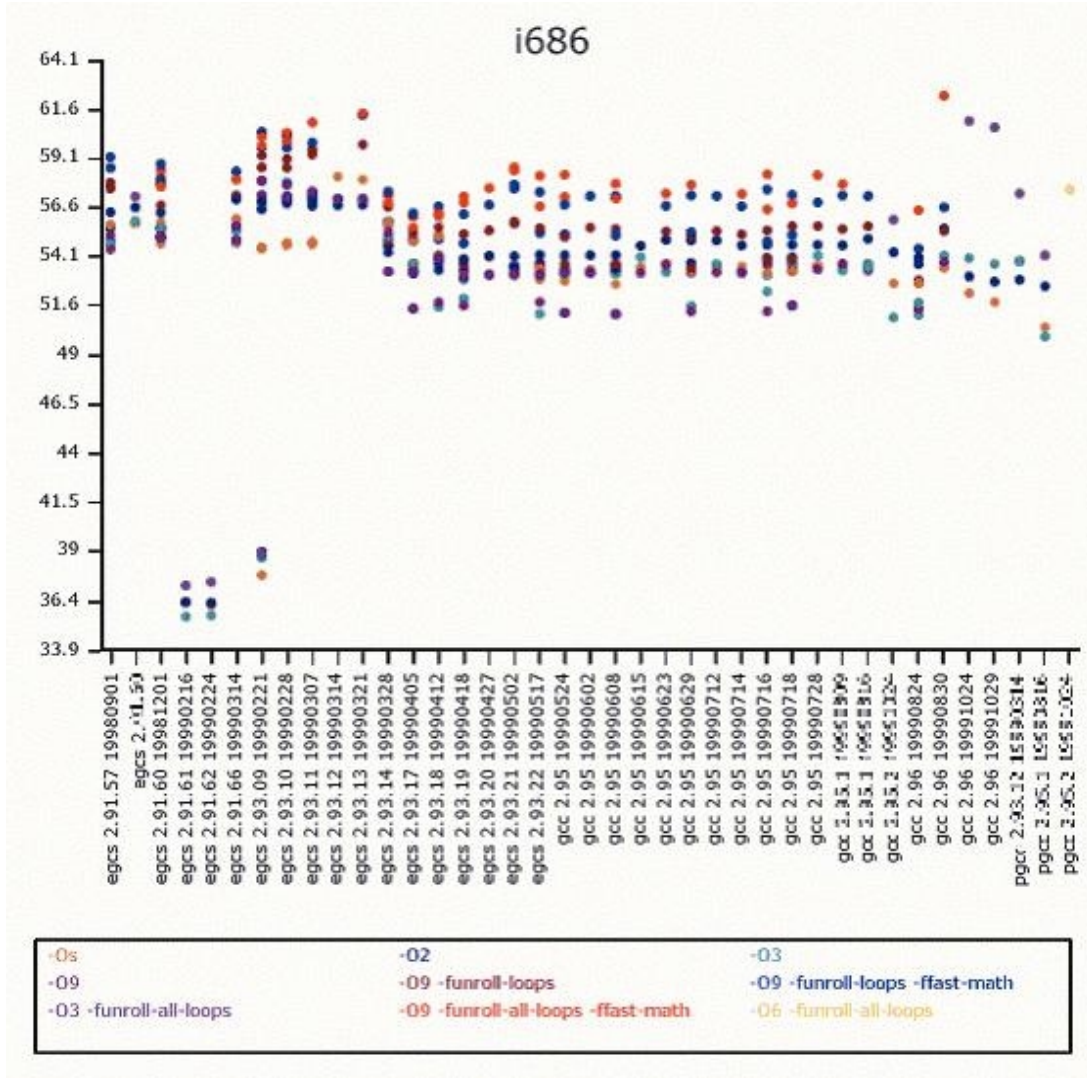 i686
64.1
61.6
59.1
56.6
54.1
51.6
49
46.5
44
41.5
39
36.4
33.9
egcs 2.91.57 19980901
egcs
egcs 2.91.60 19981201
egcs 2.91.61 19990216
egcs 2.91.62 19990224
egcs 2.91.66 19990314
egcs 2.93.09 19990221
egcs 2.93.10 19990228
egcs 2.93.11 19990307
egcs 2.93.12 19990314
egcs 2.93.13 19990321
egcs 2.93.14 19990328
egcs 2.93.17 19990405
egcs 2.93.18 19990412
egcs 2.93.19 19990418
egcs 2.93.20 19990427
egcs 2.93.21 19990502
egcs 2.93.22 19990517
gcc 2.95 19990524
gcc 2.95 19990602
gcc 2.95 19990608
gcc 2.95 19990615
gcc 2.95 19990623
gcc 2.95 19990629
gcc 2.95 19990712
gcc 2.95 19990714
gcc 2.95 19990716
gcc 2.95 19990718
gcc 2.95 19990728
gcc
gcc
gcc
gcc 2.96 19990824
gcc 2.96 19990830
gcc 2.96 19991024
gcc 2.96 19991029
pgcc
pgcc
pgcc
-Os -O2 -O3
-O9 -O9 -funroll-loops -O9 -funroll-loops -ffast-math
-O3 -funroll-all-loops -O9 -funroll-all-loops -ffast-math -O6 -funroll-all-loops